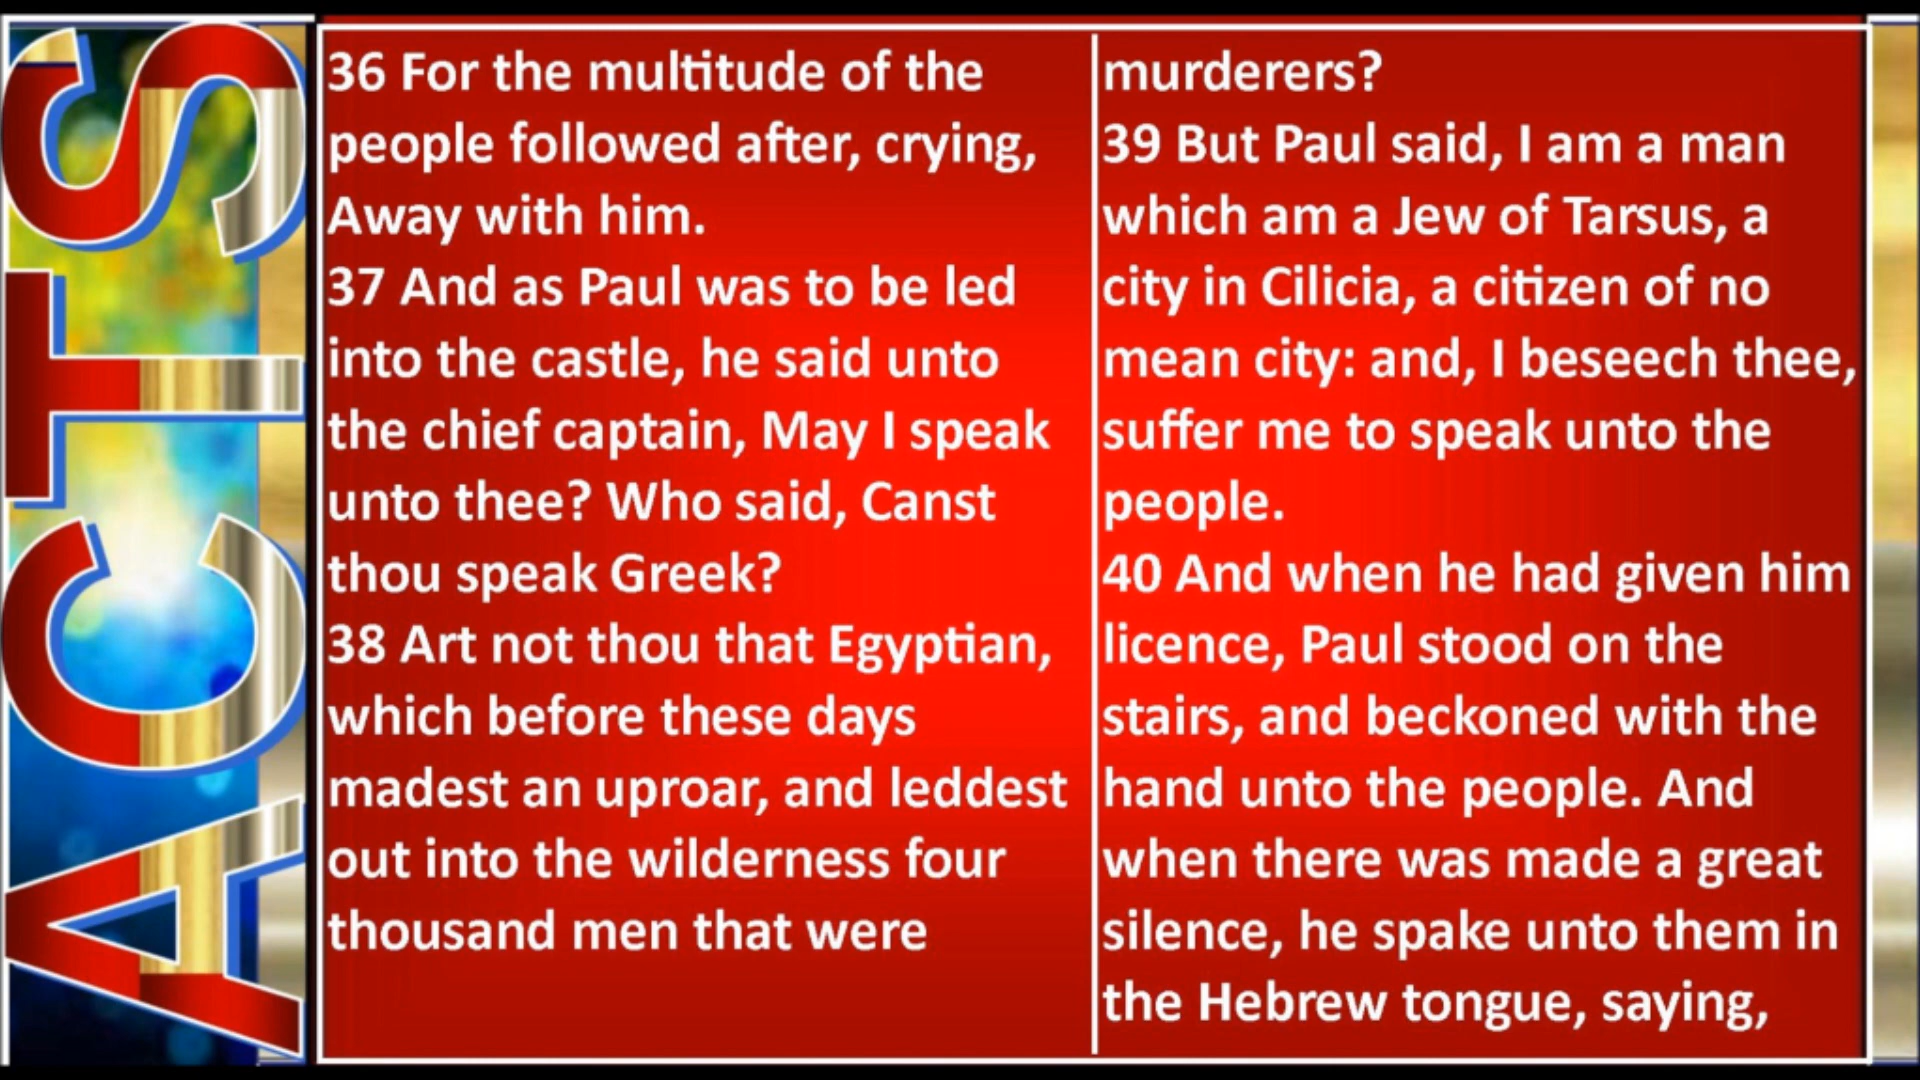 ACTS
36 For the multitude of the
people followed after, crying,
Away with him.
37 And as Paul was to be led
into the castle, he said unto
the chief captain, May I speak
unto thee? Who said, Canst
thou speak Greek?
38 Art not thou that Egyptian,
which before these days
madest an uproar, and leddest
out into the wilderness four
thousand men that were
murderers?
39 But Paul said, I am a man
which am a Jew of Tarsus, a
city in Cilicia, a citizen of no
mean city: and, I beseech thee,
suffer me to speak unto the
people.
40 And when he had given him
licence, Paul stood on the
stairs, and beckoned with the
hand unto the people. And
when there was made a great
silence, he spake unto them in
the Hebrew tongue, saying,